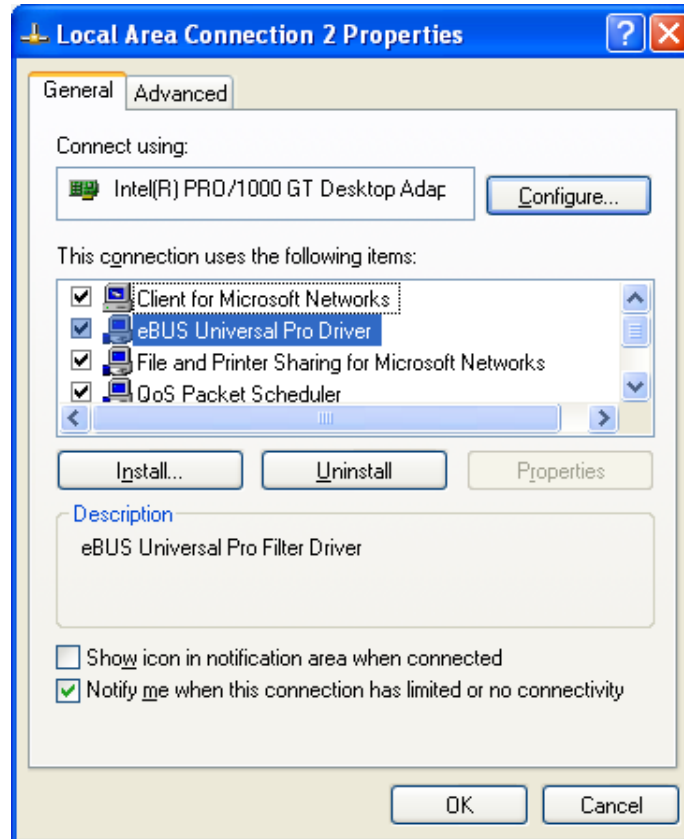 Local Area Connection 2 Properties
General Advanced
Connect using:
Intel(R) PRO/1000 GT Desktop Adap
Configure...
This connection uses the following items:
Client for Microsoft Networks
eBUS Universal Pro Driver
File and Printer Sharing for Microsoft Networks
QoS Packet Scheduler
Install... Uninstall Properties
Description
eBUS Universal Pro Filter Driver
Show icon in notification area when connected
Notify me when this connection has limited or no connectivity
OK Cancel